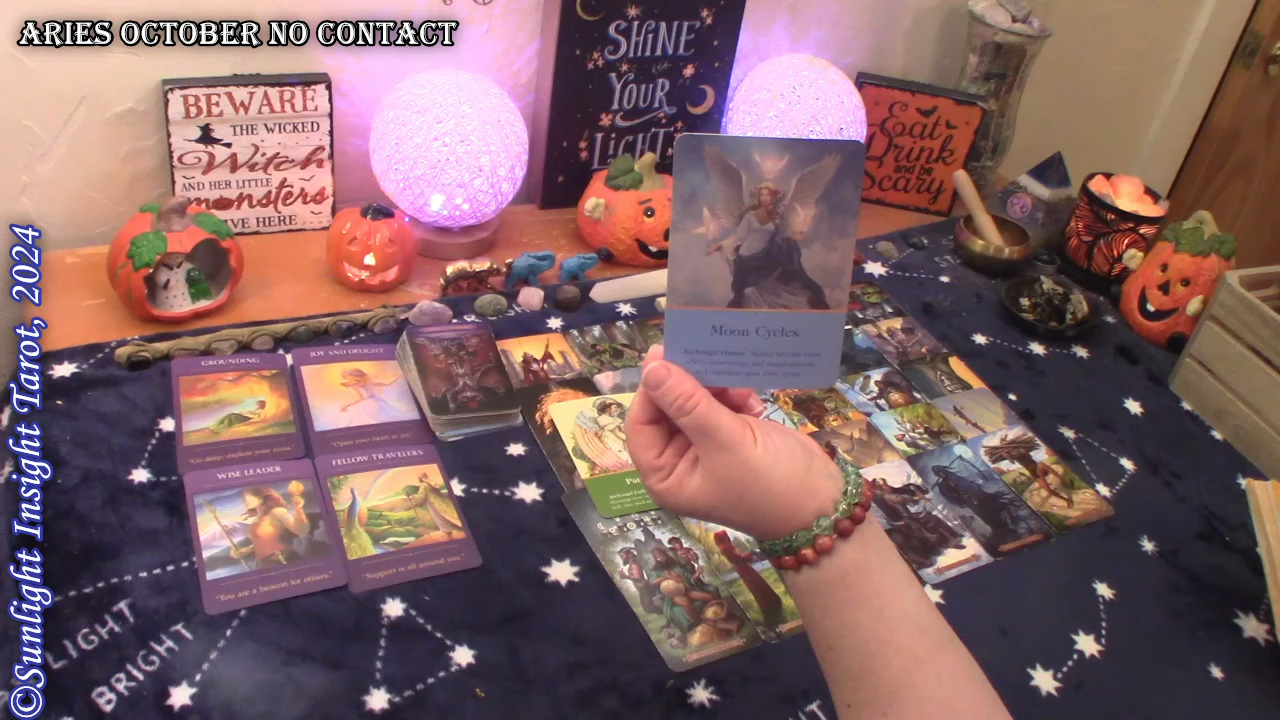 ARIES OCTOBER NO CONTACT
©Sunlight Insight Tarot, 2024
BEWARE
THE WICKED
Witch
AND HER LITTLE
monsters
IVE HERE
SHINE
YOUR
LIGHT
Eat
Drink
and be
Scary
Moon Cycles
Archangel Haniel:
GROUNDING
"Go deep, explore your roots."
JOY AND DELIGHT
"Open your heart to joy."
WISE LEADER
"You are a beacon for others."
FELLOW TRAVELERS
"Support is all around you."
LIGHT
BRIGHT
LIGHT